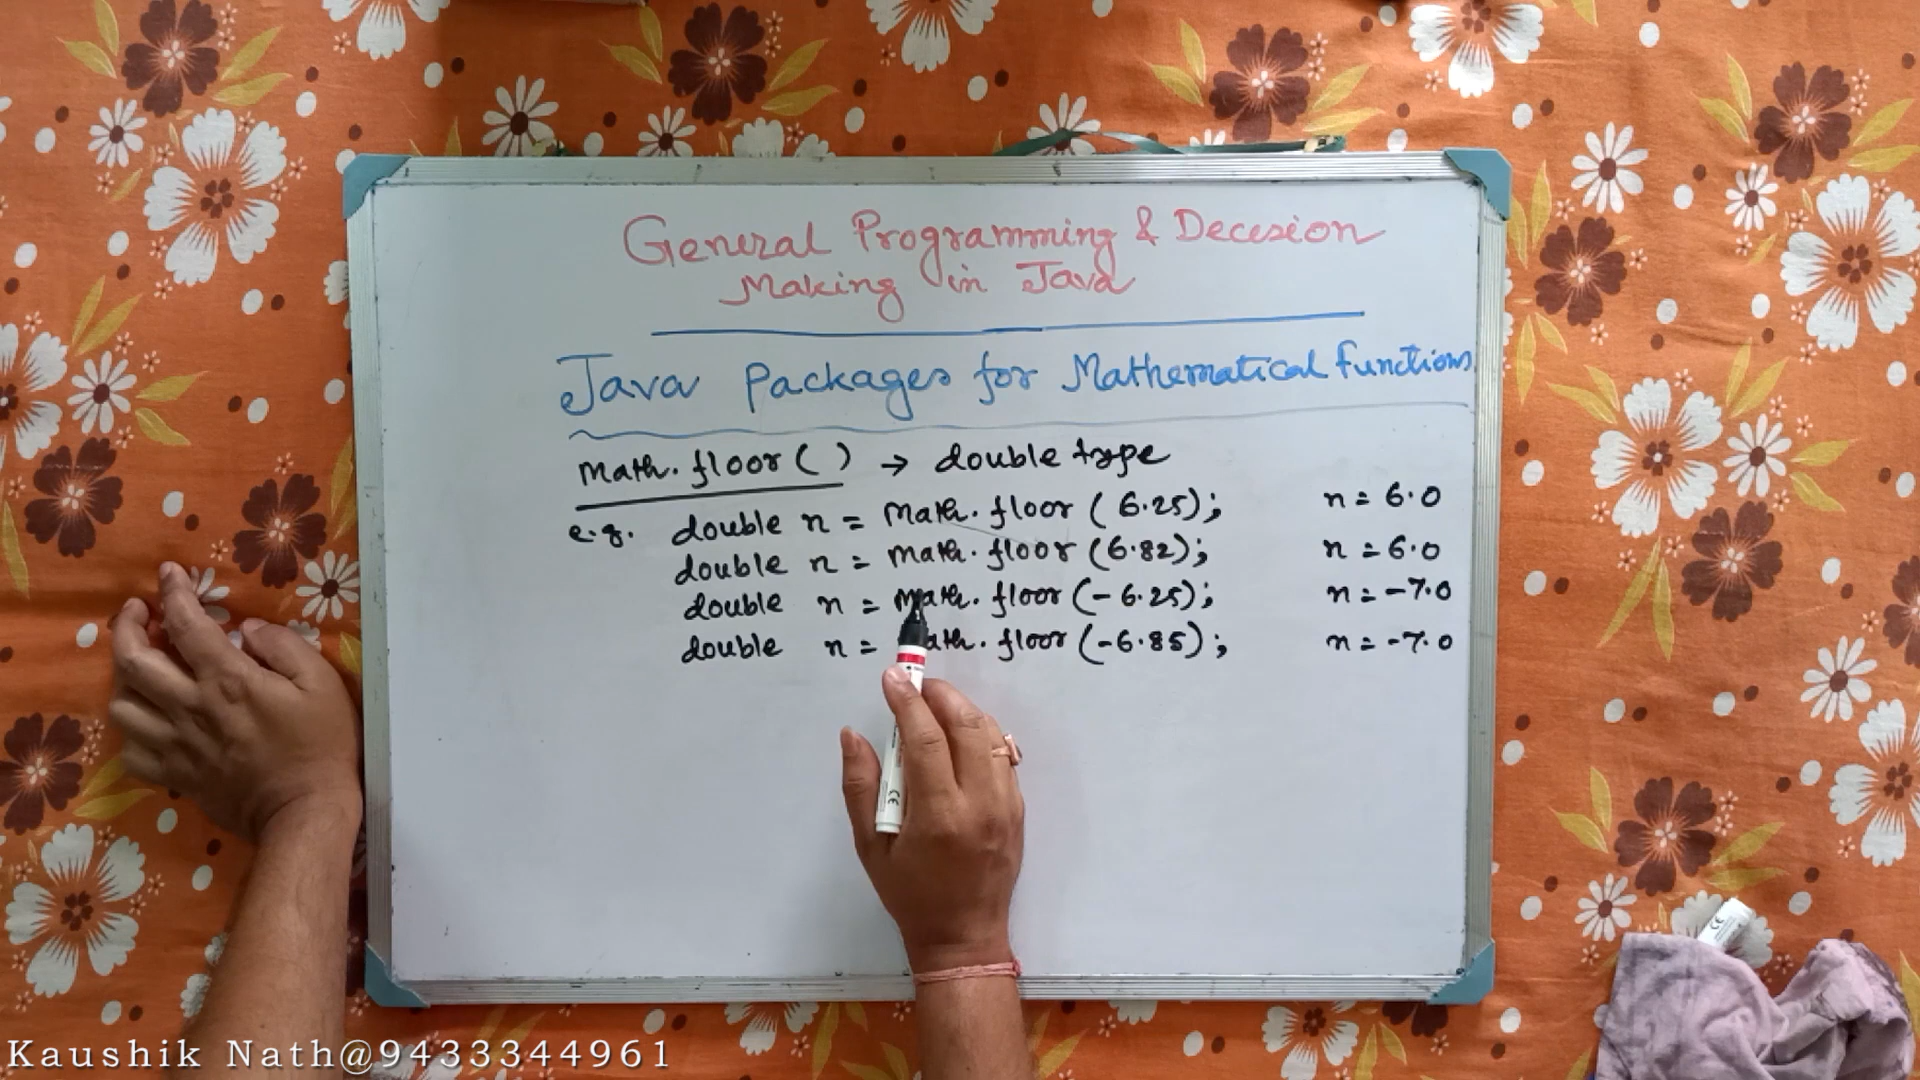 General Programming & Decesion
Making in Java
Java Packages for Mathematical Functions
Math.floor( ) → double type
e.g. double n = Math.floor(6.25); n = 6.0
double n = Math.floor(6.82); n = 6.0
double n = Math.floor(-6.25); n = -7.0
double n = Math.floor(-6.85); n = -7.0
Kaushik Nath@9433344961